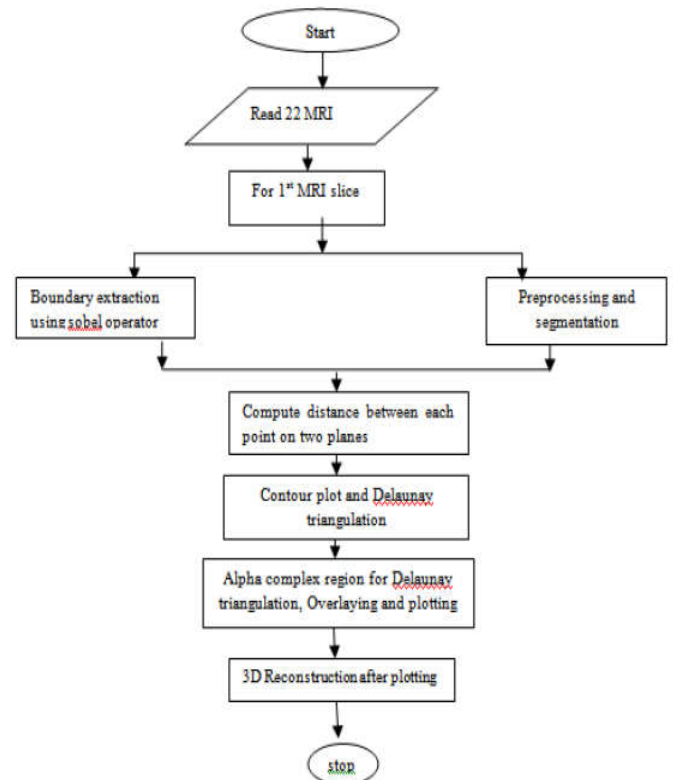 Start
Read 22 MRI
For 1st MRI slice
Boundary extraction
using sobel operator
Preprocessing and
segmentation
Compute distance between each
point on two planes
Contour plot and Delaunay
triangulation
Alpha complex region for Delaunay
triangulation, Overlaying and plotting
3D Reconstruction after plotting
stop